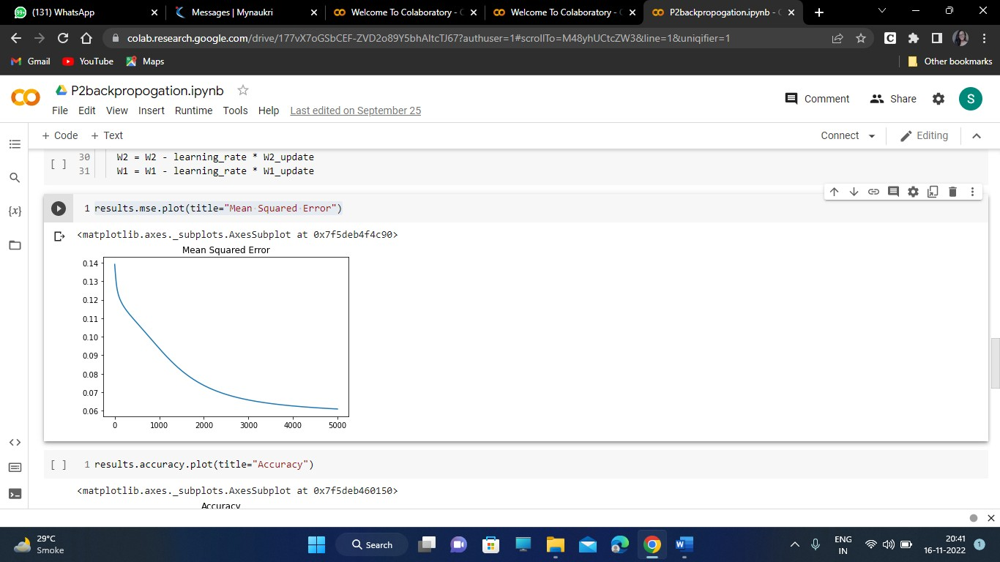 (131) WhatsApp
Messages | Mynaukri
Welcome To Colaboratory -
Welcome To Colaboratory -
P2backpropogation.ipynb -
colab.research.google.com/drive/177vX7oGSbCEF-ZVD2o89Y5bhAltcTJ67?authuser=1#scrollTo=M48yhUCtcZW3&line=1&uniqifier=1
Gmail YouTube Maps Other bookmarks
P2backpropogation.ipynb
Comment Share S
File Edit View Insert Runtime Tools Help Last edited on September 25
+ Code + Text Connect Editing
[ ] 30 W2 = W2 - learning_rate * W2_update
31 W1 = W1 - learning_rate * W1_update
1 results.mse.plot(title="Mean Squared Error")
<matplotlib.axes._subplots.AxesSubplot at 0x7f5deb4f4c90>
Mean Squared Error
0.14
0.13
0.12
0.11
0.10
0.09
0.08
0.07
0.06
0 1000 2000 3000 4000 5000
[ ] 1 results.accuracy.plot(title="Accuracy")
<matplotlib.axes._subplots.AxesSubplot at 0x7f5deb460150>
Accuracy
29°C
Smoke
Search
ENG
IN
20:41
16-11-2022
1